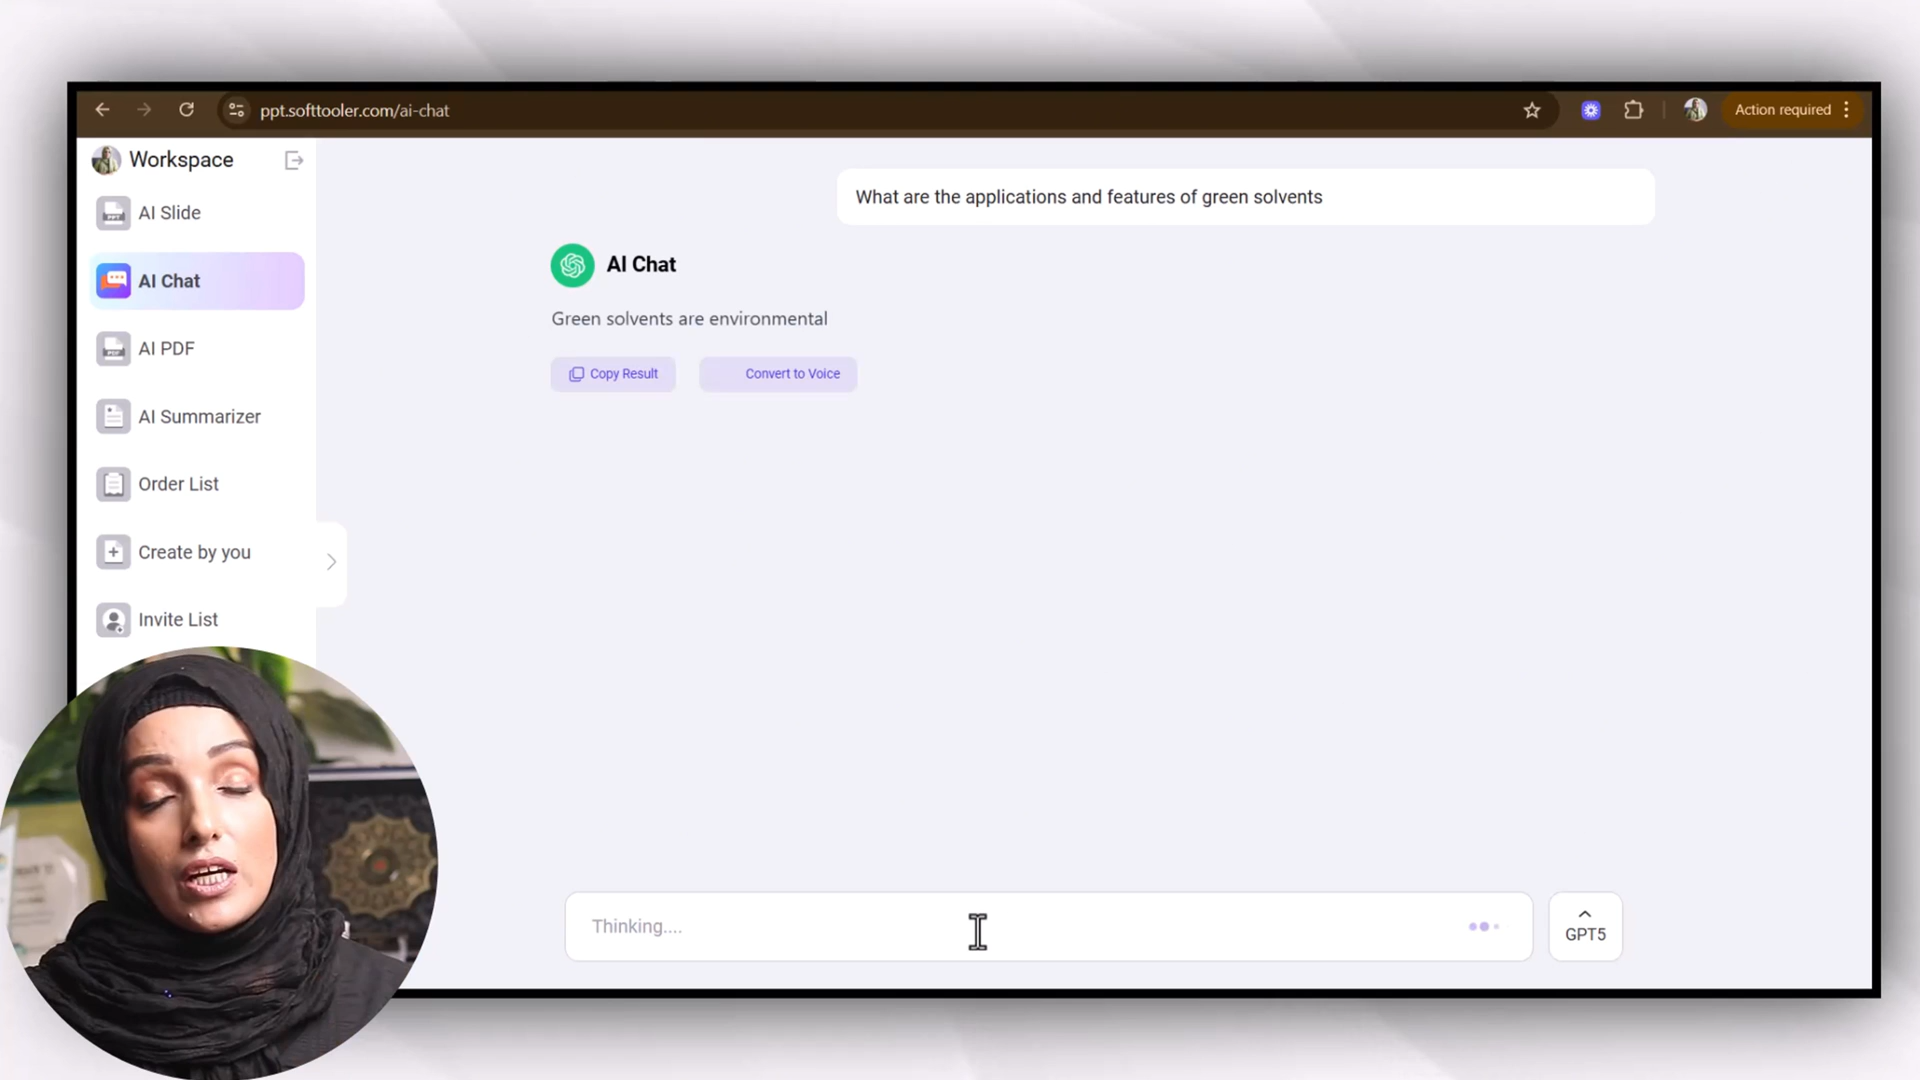 ppt.softtooler.com/ai-chat
Action required
Workspace
AI Slide
AI Chat
AI PDF
AI Summarizer
Order List
Create by you
Invite List
What are the applications and features of green solvents
AI Chat
Green solvents are environmental
Copy Result
Convert to Voice
Thinking....
GPT5